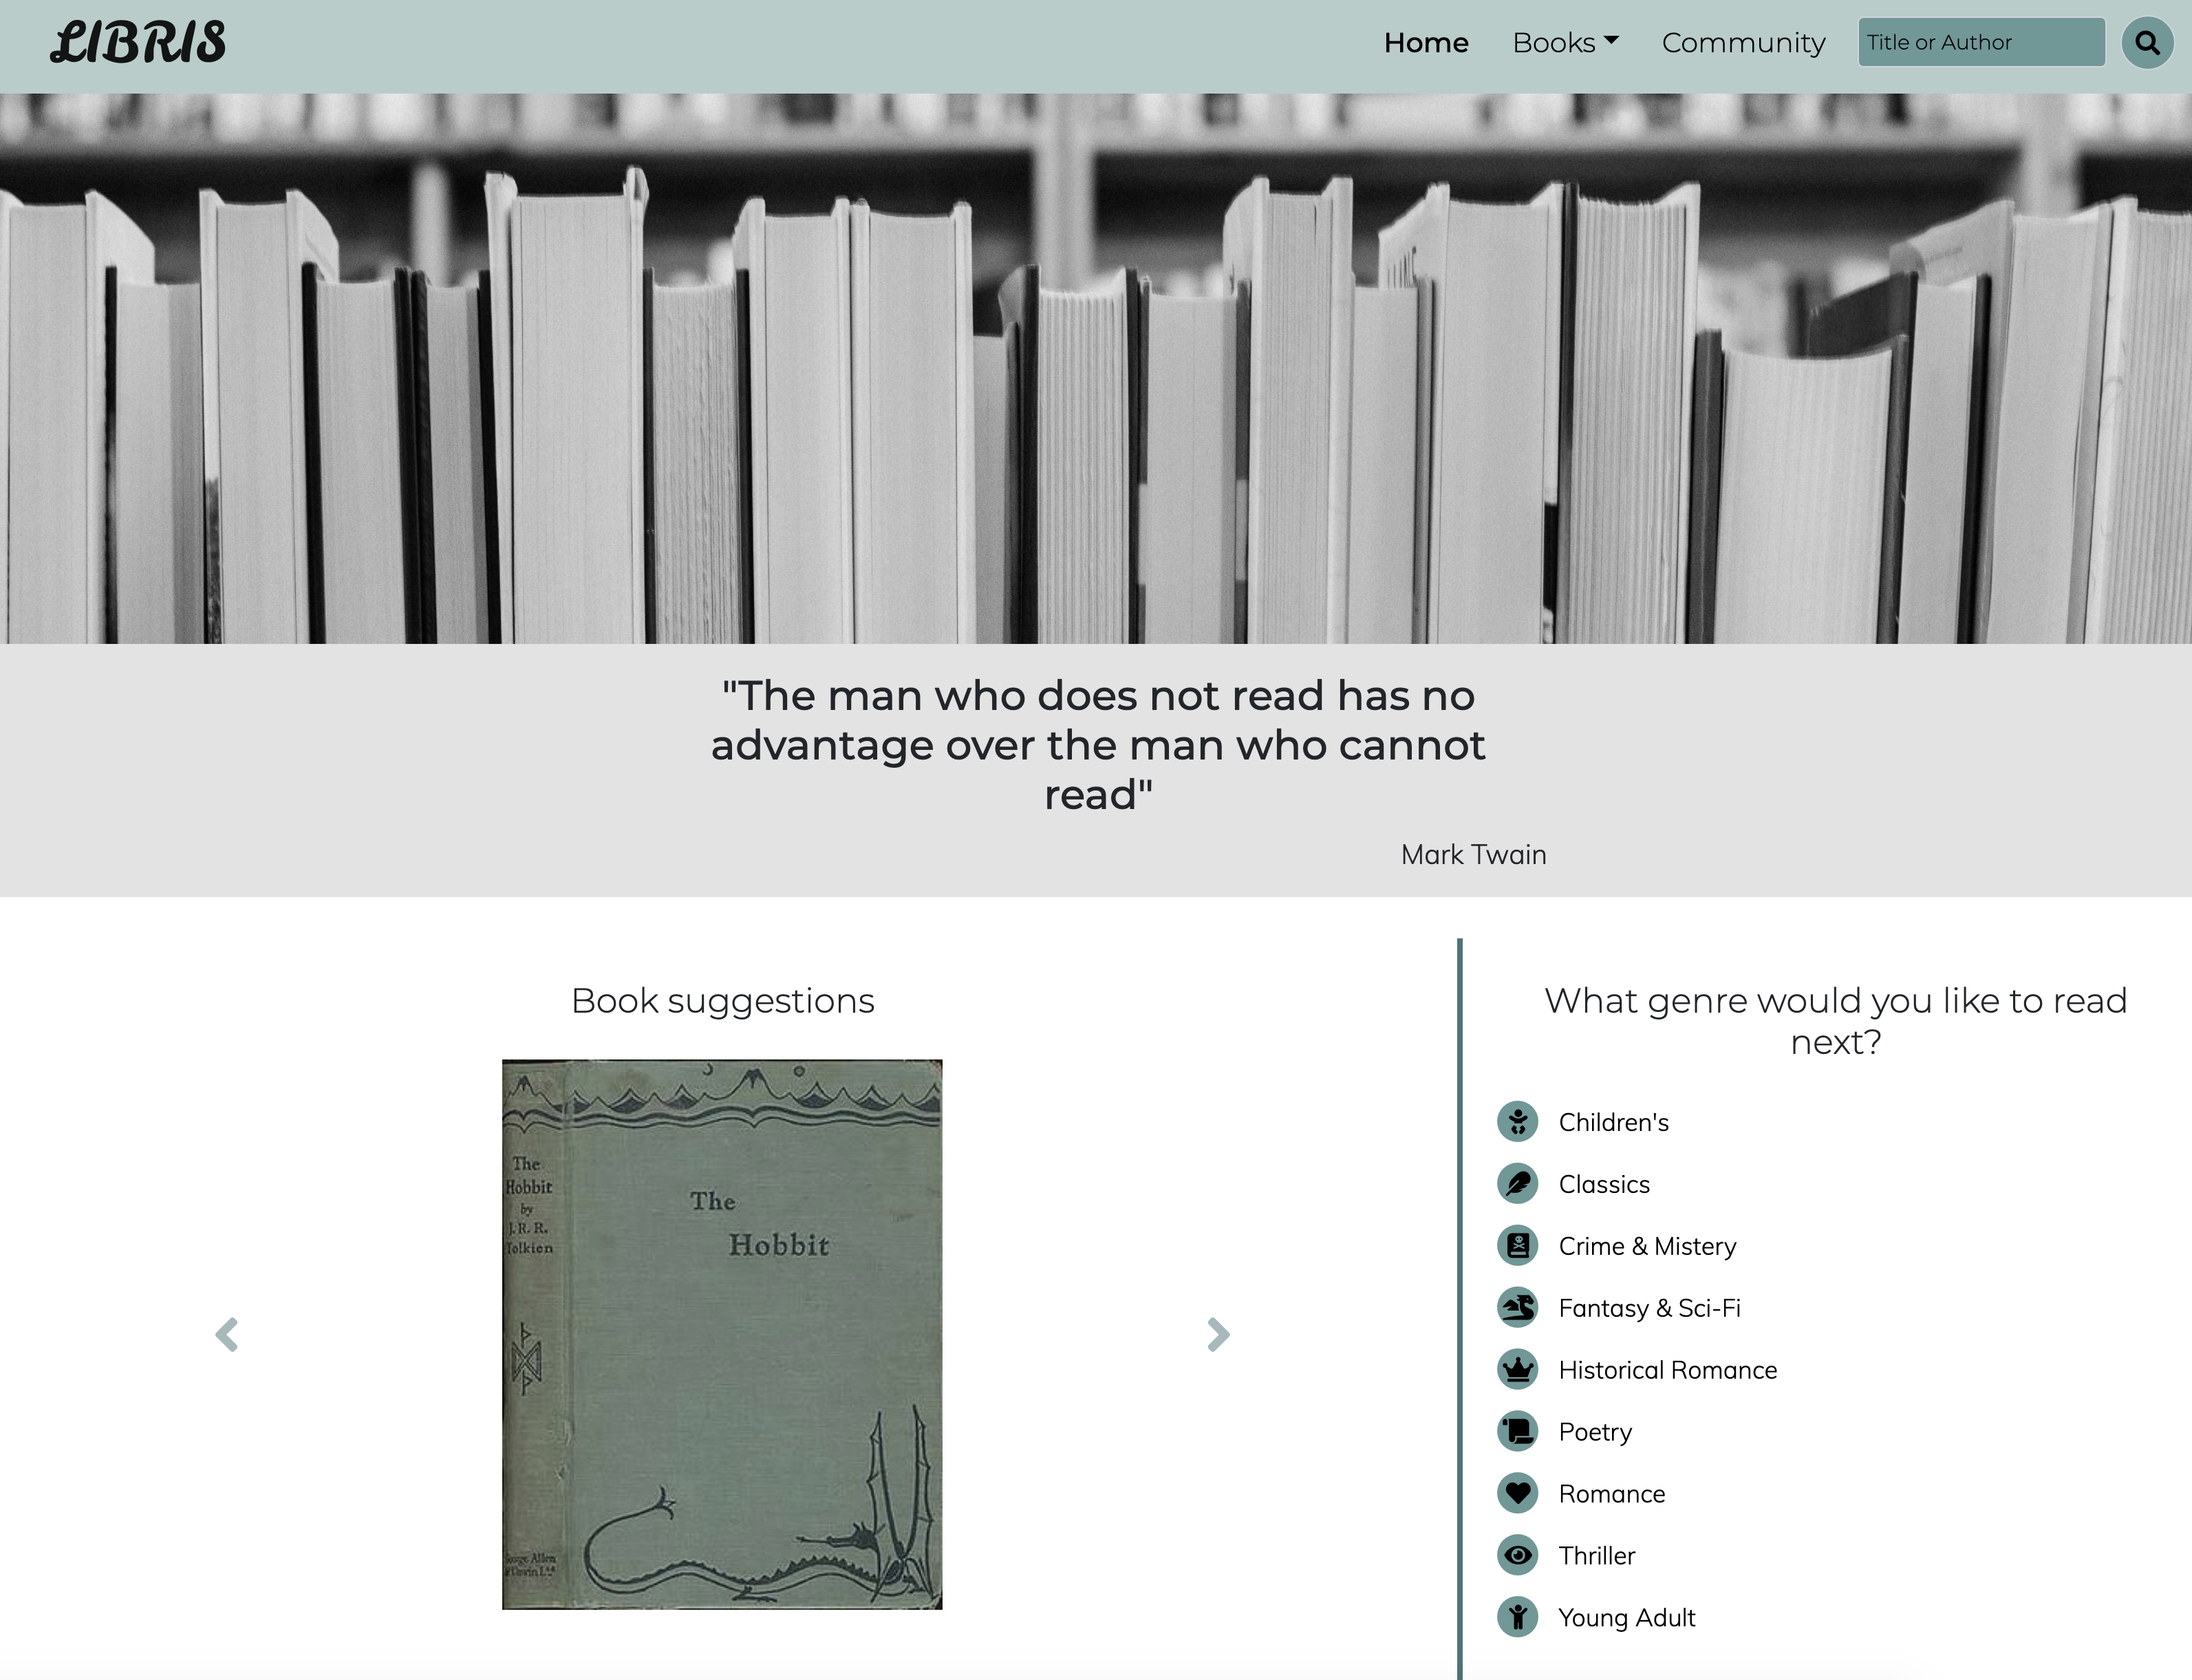 LIBRIS
Home
Books
Community
Title or Author
"The man who does not read has no
advantage over the man who cannot
read"
Mark Twain
Book suggestions
The
Hobbit
by
J. R. R.
Tolkien
The
Hobbit
George Allen
What genre would you like to read
next?
Children's
Classics
Crime & Mistery
Fantasy & Sci-Fi
Historical Romance
Poetry
Romance
Thriller
Young Adult